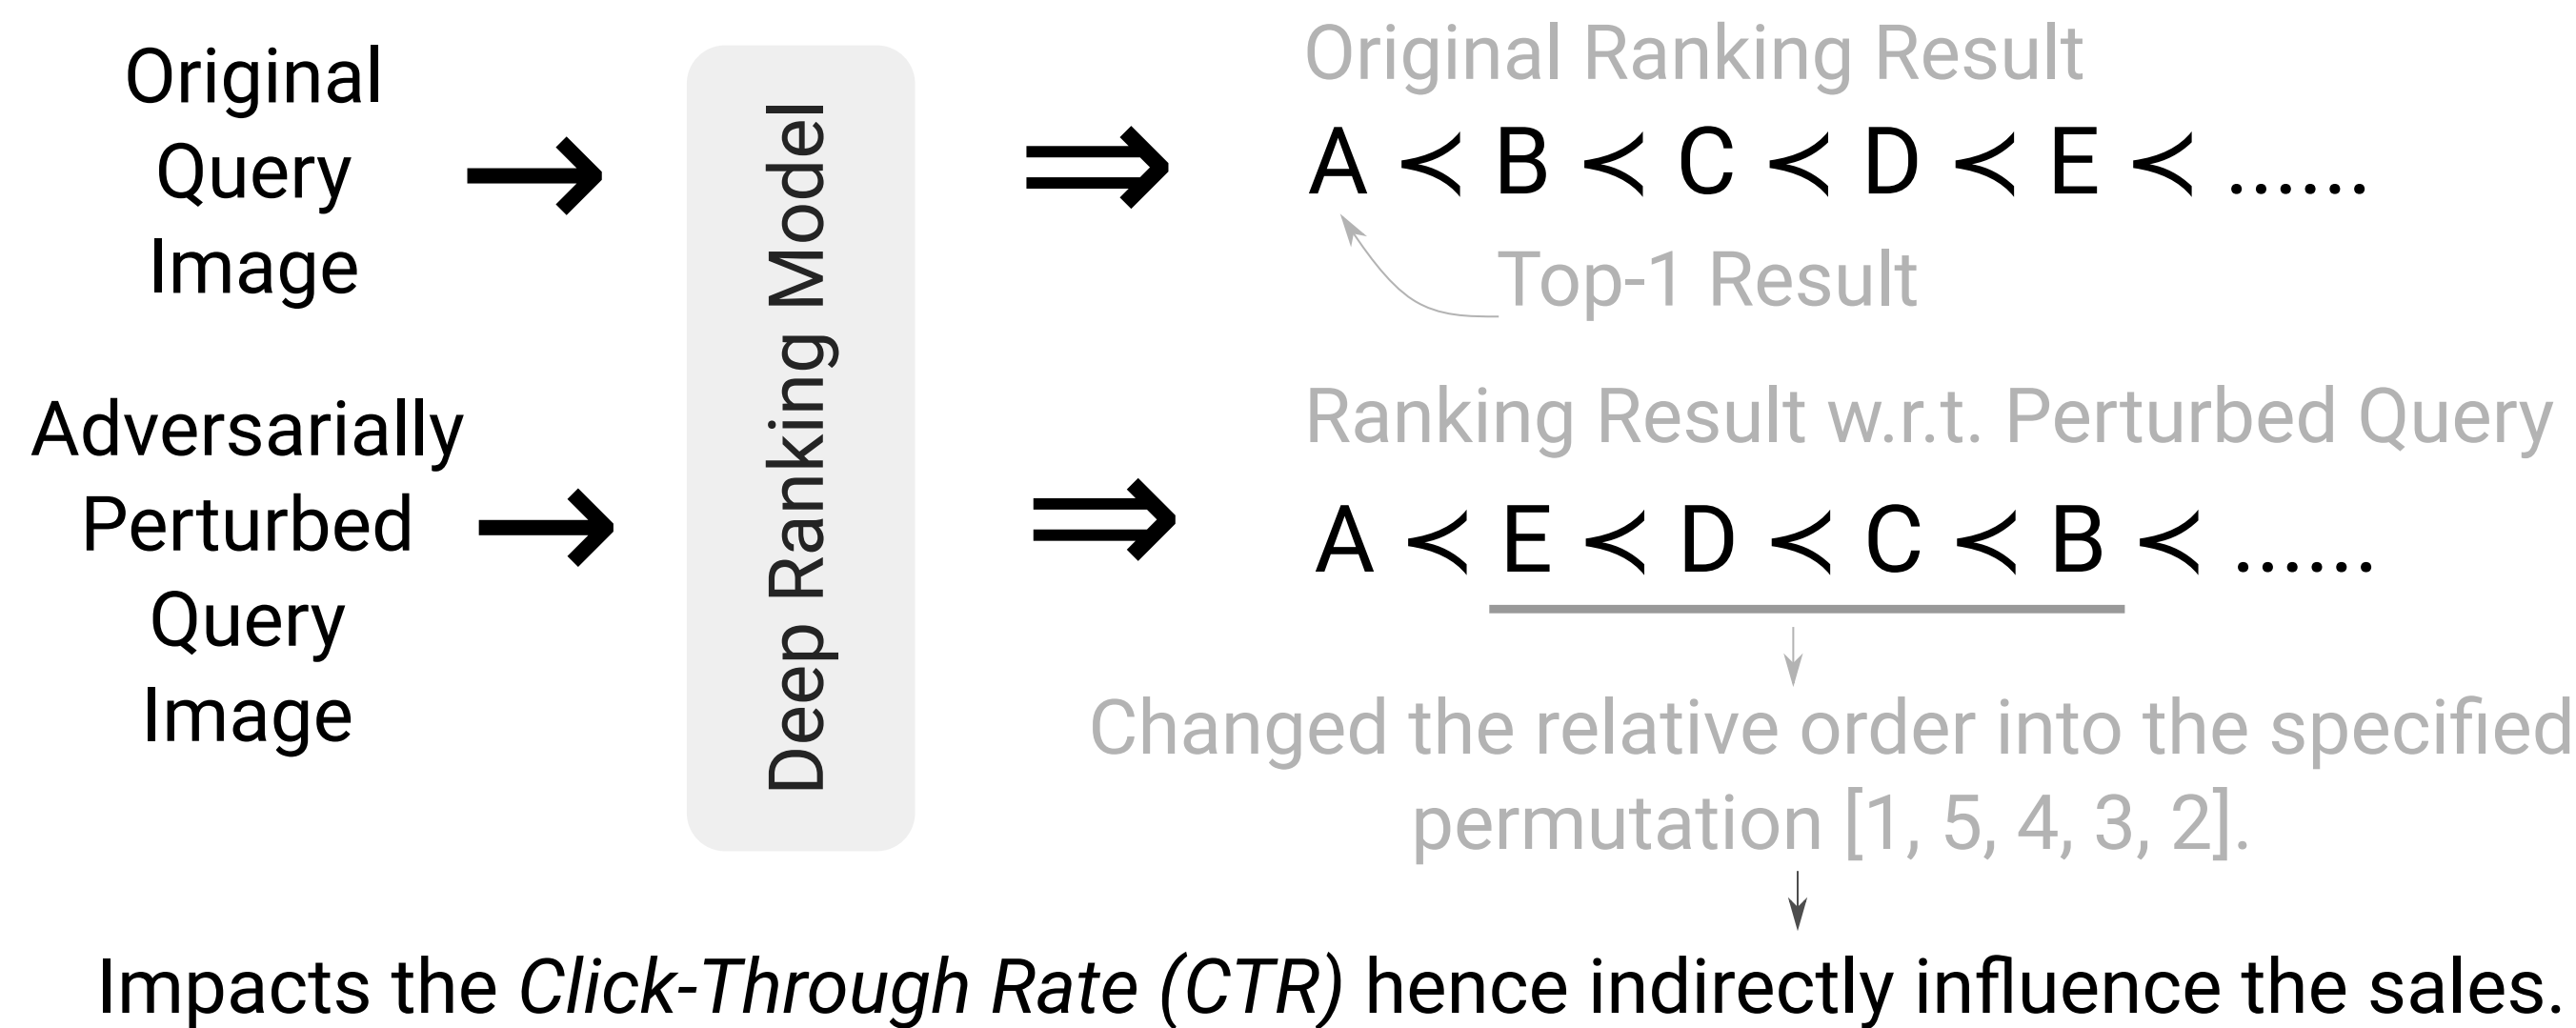 Original
Query
Image
Adversarially
Perturbed
Query
Image
Deep Ranking Model
Original Ranking Result
A ≺ B ≺ C ≺ D ≺ E ≺ ......
Top-1 Result
Ranking Result w.r.t. Perturbed Query
A ≺ E ≺ D ≺ C ≺ B ≺ ......
Changed the relative order into the specified
permutation [1, 5, 4, 3, 2].
Impacts the Click-Through Rate (CTR) hence indirectly influence the sales.